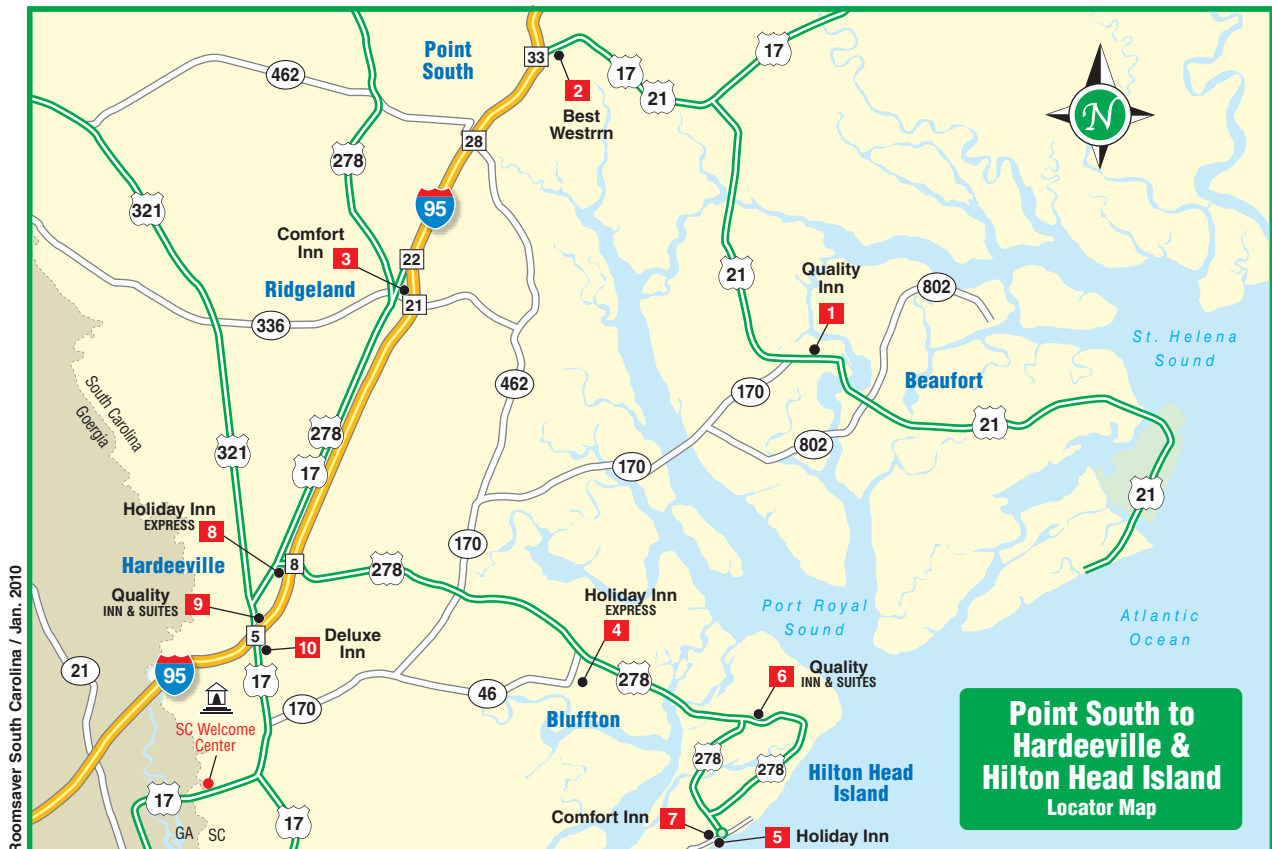 Point
South
33
17
17
21
2
Best
Westrrn
N
462
28
278
95
321
Comfort
Inn
3
22
Ridgeland
21
336
21
Quality
Inn
1
802
St. Helena
Sound
Beaufort
South Carolina
Goergia
462
170
278
17
321
21
802
170
21
Holiday Inn
EXPRESS
8
Hardeeville
8
278
170
Quality
INN & SUITES
9
5
10
Deluxe
Inn
Holiday Inn
EXPRESS
4
Port Royal
Sound
Atlantic
Ocean
21
95
17
170
46
278
6
Quality
INN & SUITES
Bluffton
SC Welcome
Center
278
278
Hilton Head
Island
17
GA
SC
17
Comfort Inn
7
5
Holiday Inn
Point South to
Hardeeville &
Hilton Head Island
Locator Map
Roomsaver South Carolina / Jan. 2010